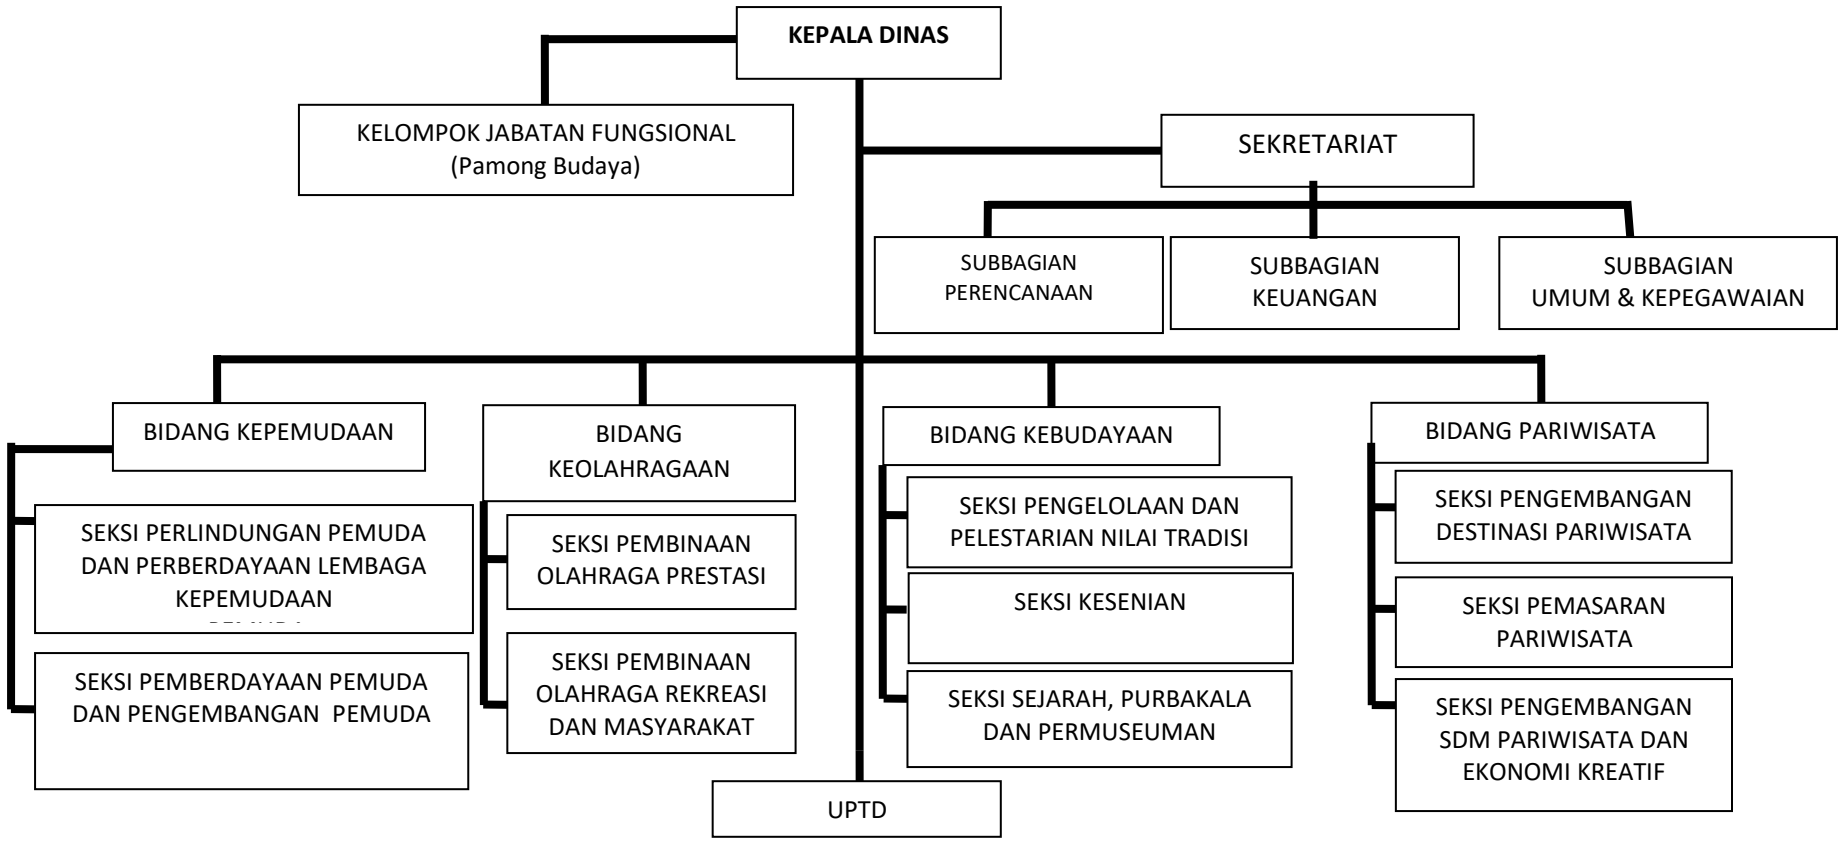 KEPALA DINAS
KELOMPOK JABATAN FUNGSIONAL
(Pamong Budaya)
SEKRETARIAT
SUBBAGIAN
PERENCANAAN
SUBBAGIAN
KEUANGAN
SUBBAGIAN
UMUM & KEPEGAWAIAN
BIDANG KEPEMUDAAN
SEKSI PERLINDUNGAN PEMUDA
DAN PERBERDAYAAN LEMBAGA
KEPEMUDAAN
SEKSI PEMBERDAYAAN PEMUDA
DAN PENGEMBANGAN  PEMUDA
BIDANG
KEOLAHRAGAAN
SEKSI PEMBINAAN
OLAHRAGA PRESTASI
SEKSI PEMBINAAN
OLAHRAGA REKREASI
DAN MASYARAKAT
BIDANG KEBUDAYAAN
SEKSI PENGELOLAAN DAN
PELESTARIAN NILAI TRADISI
SEKSI KESENIAN
SEKSI SEJARAH, PURBAKALA
DAN PERMUSEUMAN
BIDANG PARIWISATA
SEKSI PENGEMBANGAN
DESTINASI PARIWISATA
SEKSI PEMASARAN
PARIWISATA
SEKSI PENGEMBANGAN
SDM PARIWISATA DAN
EKONOMI KREATIF
UPTD